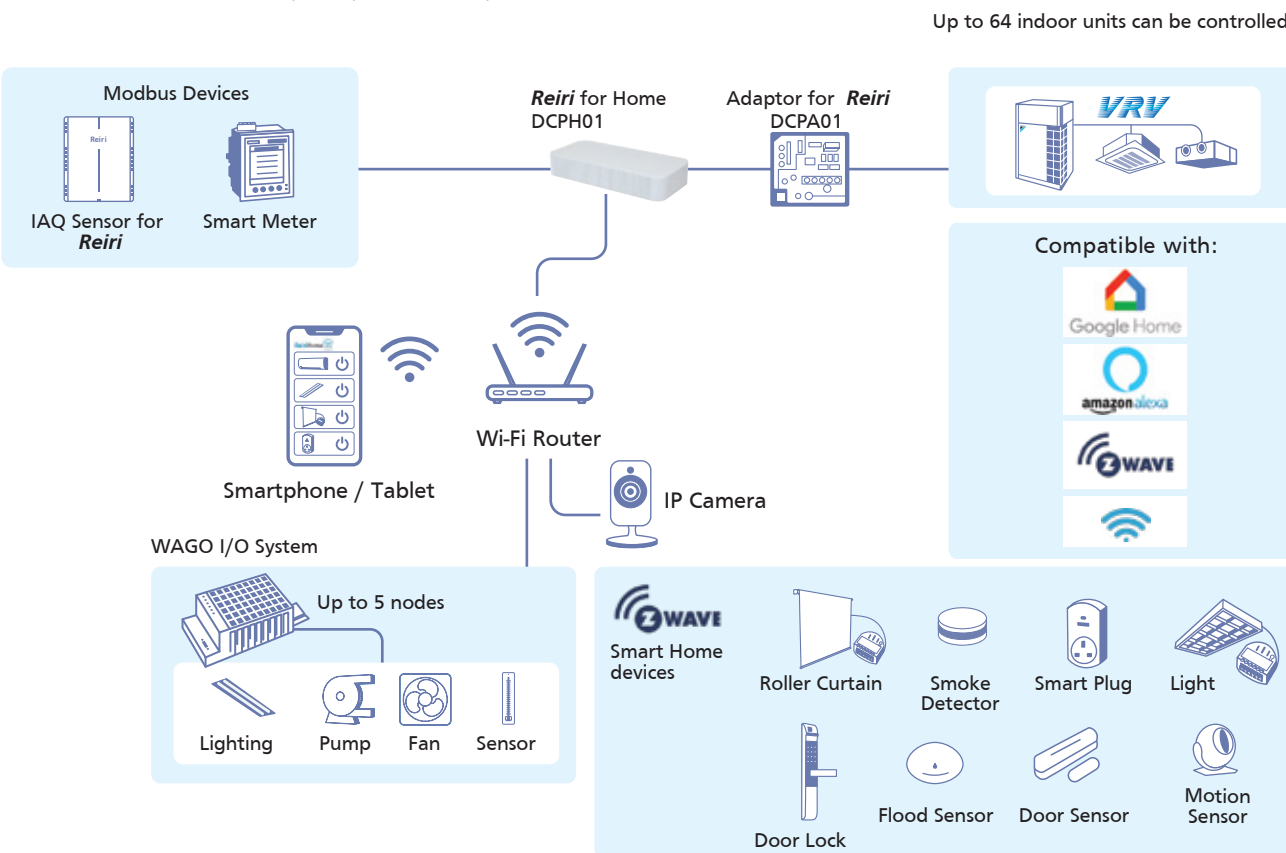 Up to 64 indoor units can be controlled
Modbus Devices
Reiri
IAQ Sensor for
Reiri
Smart Meter
Reiri for Home
DCPH01
Adaptor for Reiri
DCPA01
VRV
Compatible with:
Google Home
amazon alexa
Z WAVE
Wi-Fi Router
Smartphone / Tablet
IP Camera
WAGO I/O System
Up to 5 nodes
Lighting
Pump
Fan
Sensor
Z WAVE
Smart Home
devices
Roller Curtain
Smoke
Detector
Smart Plug
Light
Door Lock
Flood Sensor
Door Sensor
Motion
Sensor